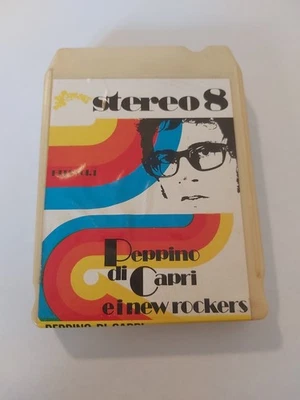 stereo 8
Peppino
di Capri
e i new rockers
PEPPINO DI CAPRI